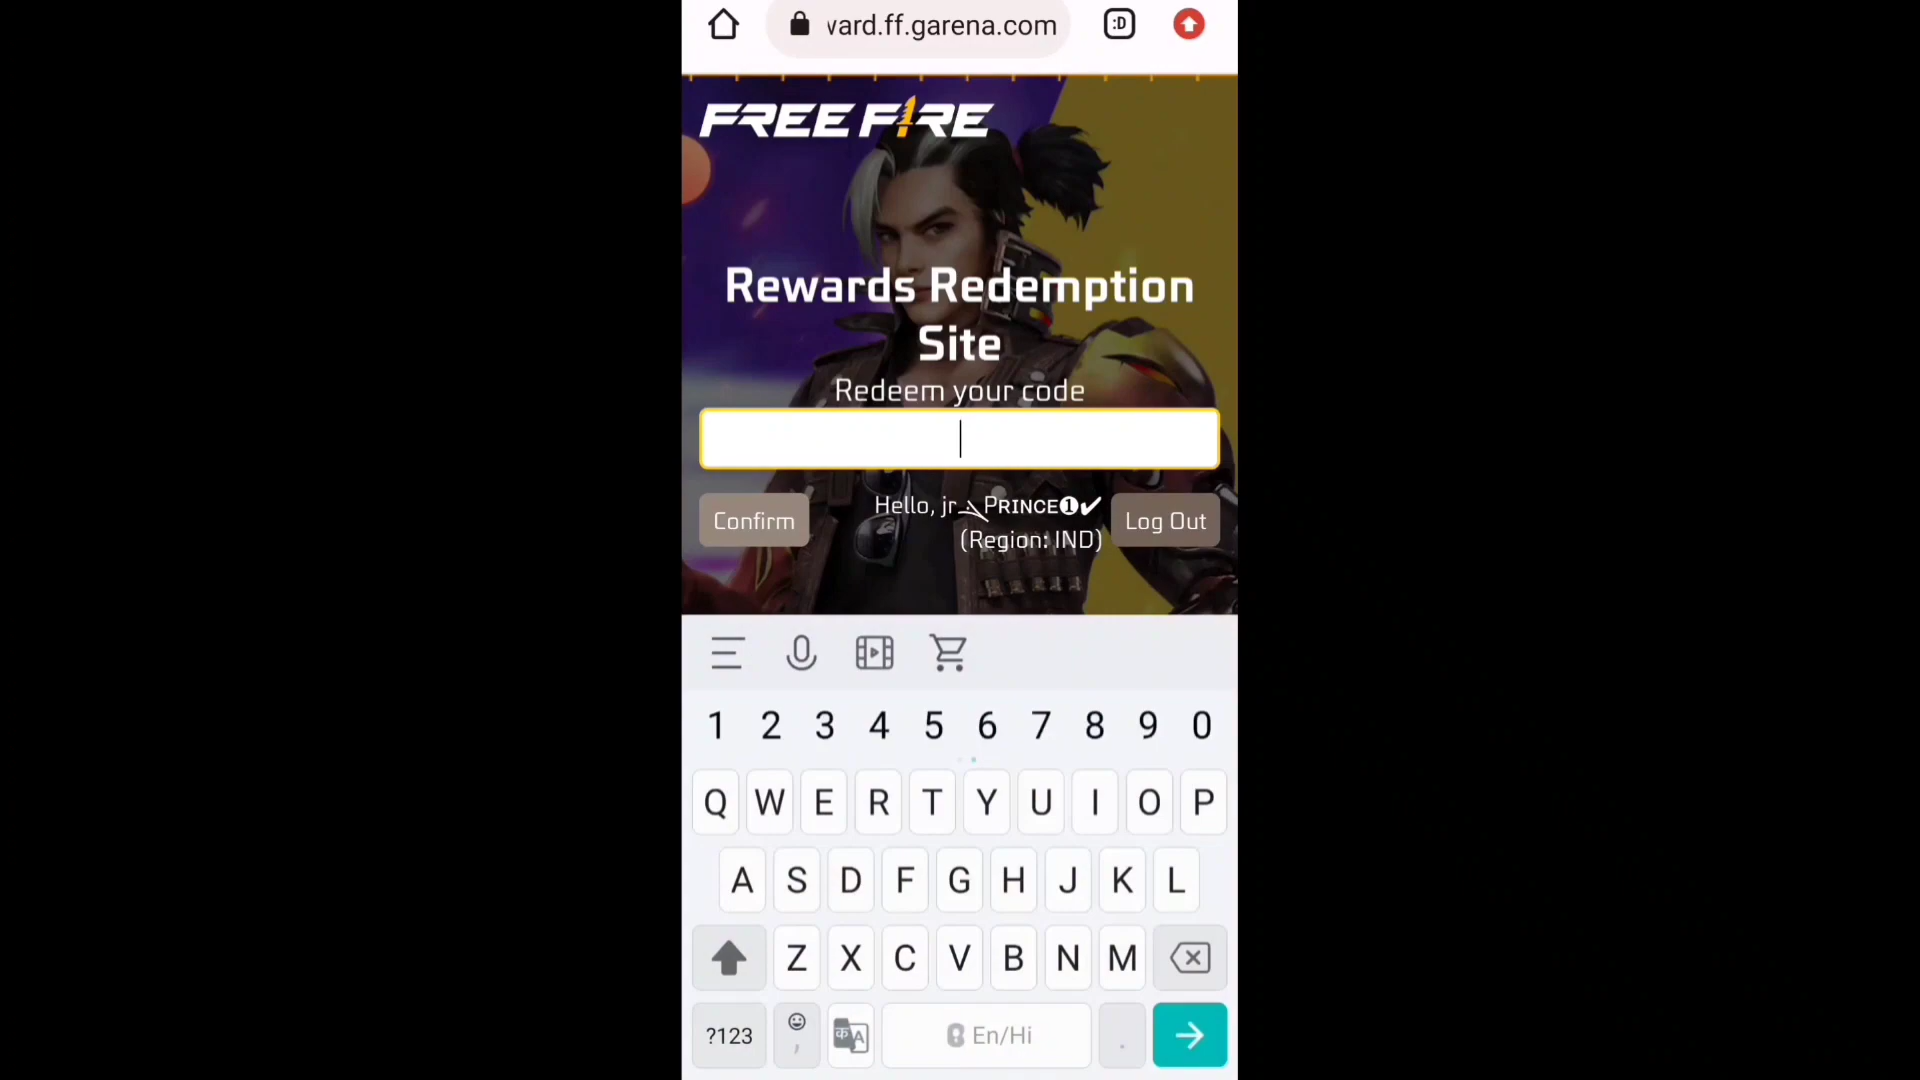 vard.ff.garena.com :D
FREE FIRE
Rewards Redemption
Site
Redeem your code
Confirm
Hello, jr
Pʀɪɴᴄᴇ❶✔
(Region: IND)
Log Out
1 2 3 4 5 6 7 8 9 0
Q W E R T Y U I O P
A S D F G H J K L
Z X C V B N M
?123 , क A En/Hi .